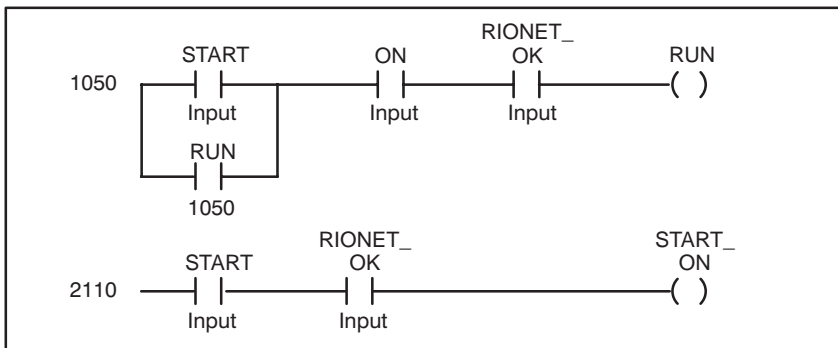 RIONET_
START ON OK RUN
1050
Input Input Input
RUN
1050
RIONET_ START_
START OK ON
2110
Input Input